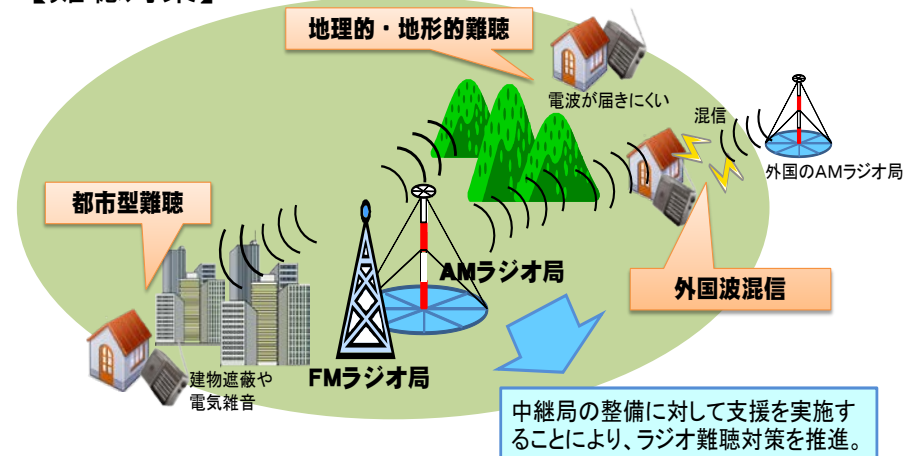 地理的・地形的難聴
電波が届きにくい
混信
外国のAMラジオ局
都市型難聴
AMラジオ局
外国波混信
建物遮蔽や
電気雑音
FMラジオ局
中継局の整備に対して支援を実施す
ることにより、ラジオ難聴対策を推進。